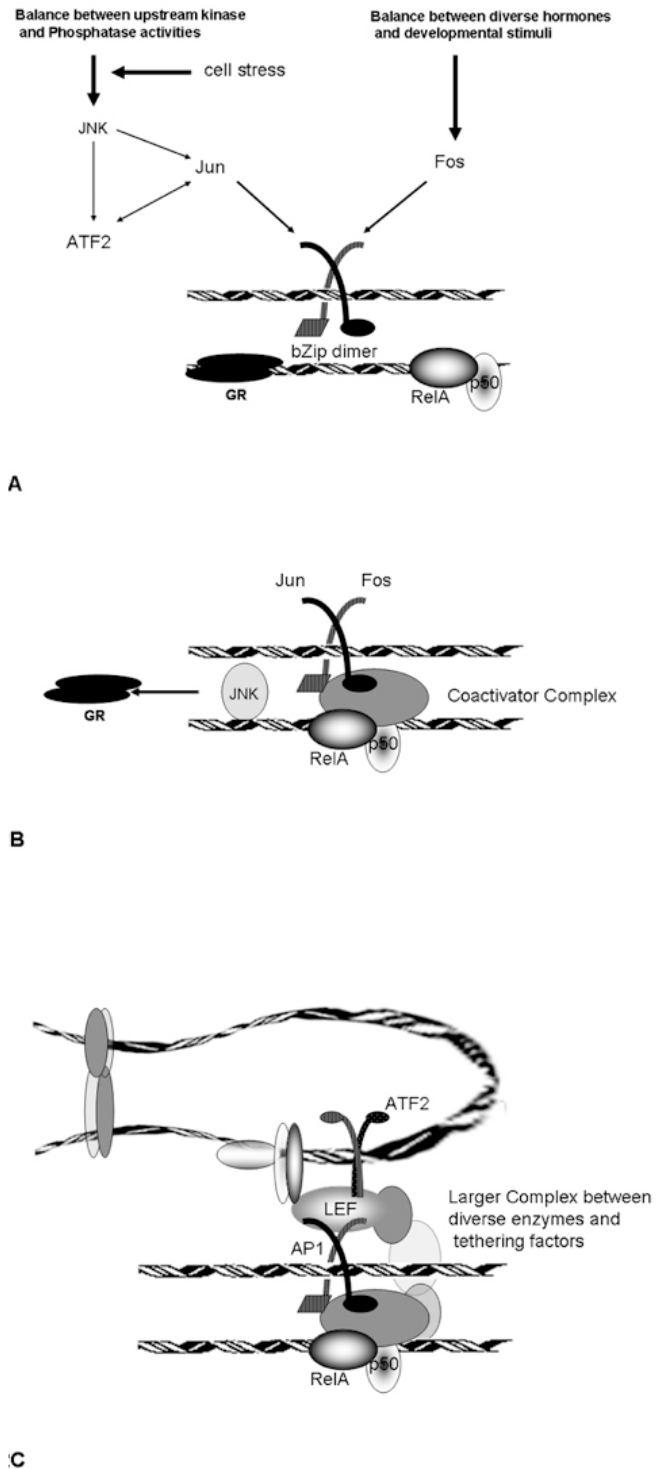 Balance between upstream kinase
and Phosphatase activities
Balance between diverse hormones
and developmental stimuli
cell stress
JNK
Jun
Fos
ATF2
bZip dimer
GR
RelA
p50
A
Jun
Fos
JNK
GR
Coactivator Complex
RelA
p50
B
ATF2
LEF
Larger Complex between
diverse enzymes and
tethering factors
AP1
RelA
p50
:C